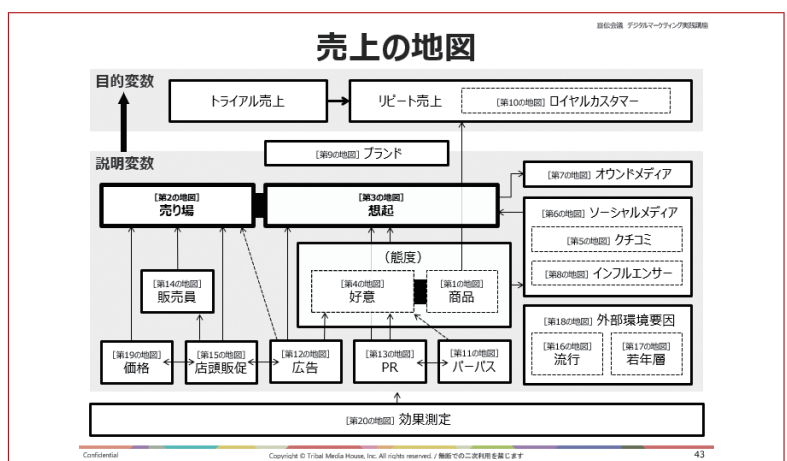 宣伝会議 デジタルマーケティング実践講座
売上の地図
目的変数
トライアル売上
リピート売上
[第10の地図] ロイヤルカスタマー
[第9の地図] ブランド
説明変数
[第7の地図] オウンドメディア
[第2の地図]
売り場
[第3の地図]
想起
[第6の地図] ソーシャルメディア
[第5の地図] クチコミ
[第8の地図] インフルエンサー
(態度)
[第14の地図]
販売員
[第4の地図]
好意
[第1の地図]
商品
[第18の地図] 外部環境要因
[第16の地図]
流行
[第17の地図]
若年層
[第19の地図]
価格
[第15の地図]
店頭販促
[第12の地図]
広告
[第13の地図]
PR
[第11の地図]
パーパス
[第20の地図] 効果測定
Confidential
Copyright © Tribal Media House, Inc. All rights reserved. / 無断での二次利用を禁じます
43